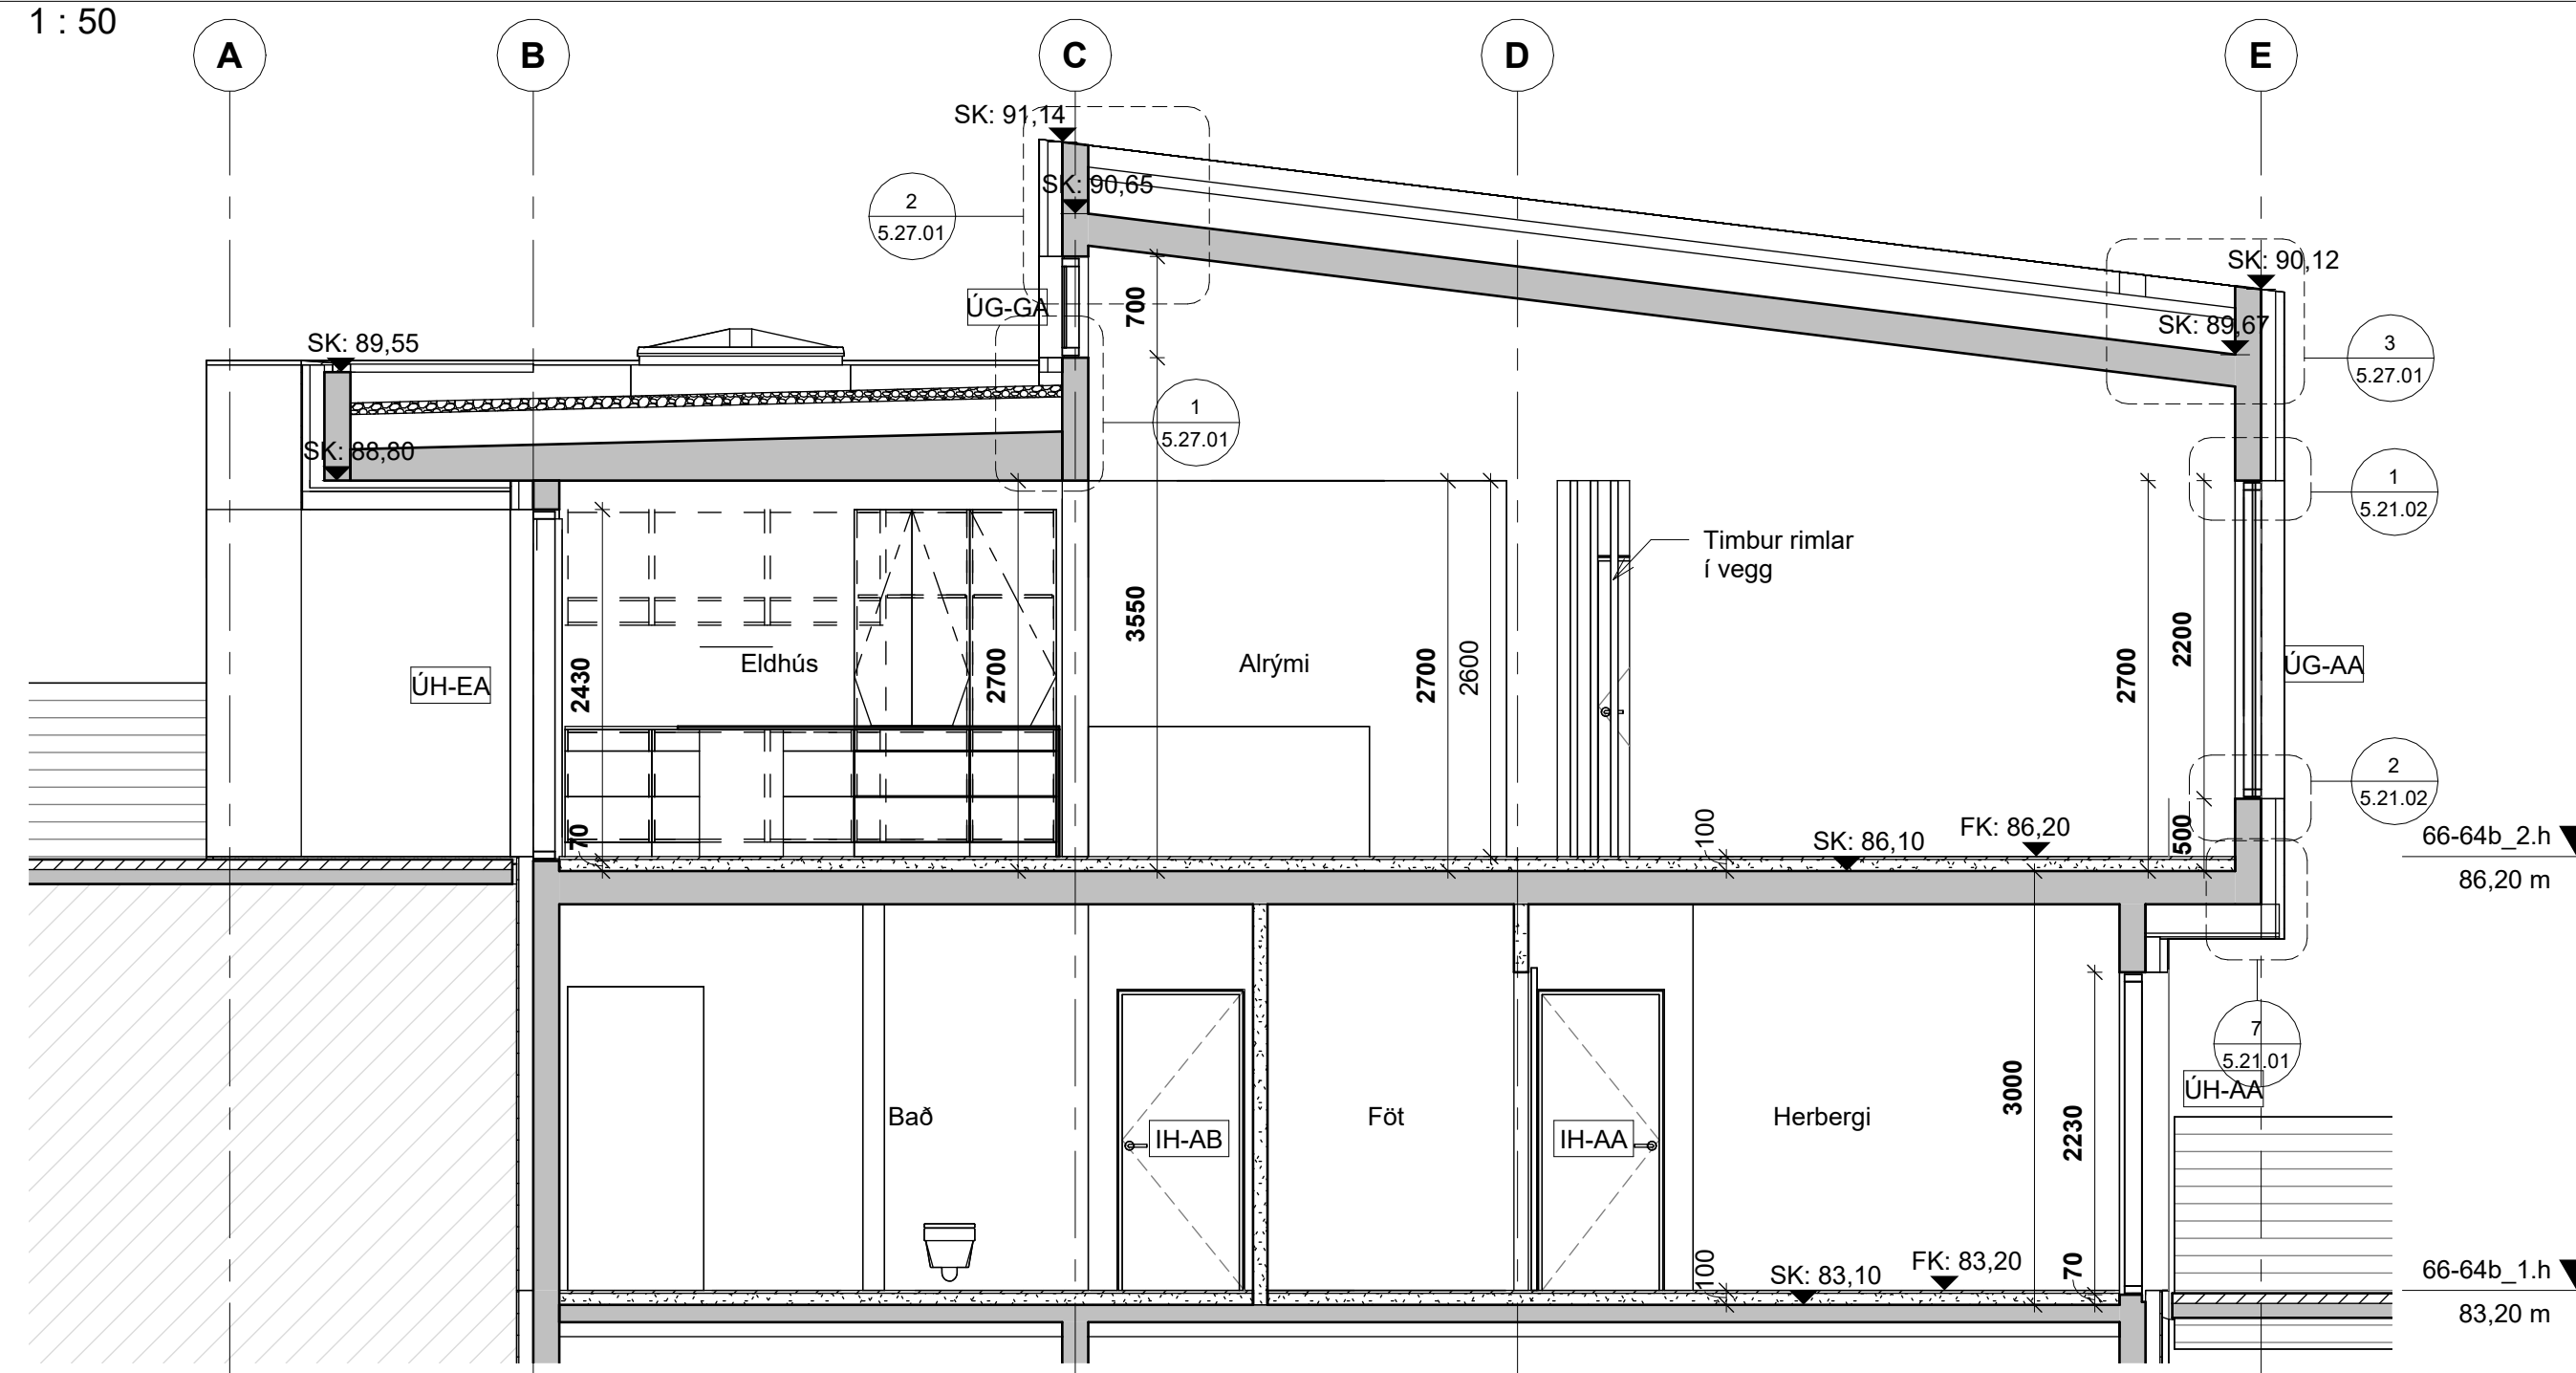 1 : 50
A
B
C
D
E
SK: 91,14
SK: 90,65
2
5.27.01
ÚG-GA
700
SK: 90,12
SK: 89,67
3
5.27.01
SK: 89,55
SK: 88,80
1
5.27.01
1
5.21.02
Timbur rimlar
í vegg
ÚH-EA
2430
Eldhús
2700
3550
Alrými
2700
2600
2700
2200
ÚG-AA
2
5.21.02
70
100
SK: 86,10
FK: 86,20
500
66-64b_2.h
86,20 m
7
5.21.01
ÚH-AA
Bað
IH-AB
Föt
IH-AA
Herbergi
3000
2230
100
SK: 83,10
FK: 83,20
70
66-64b_1.h
83,20 m